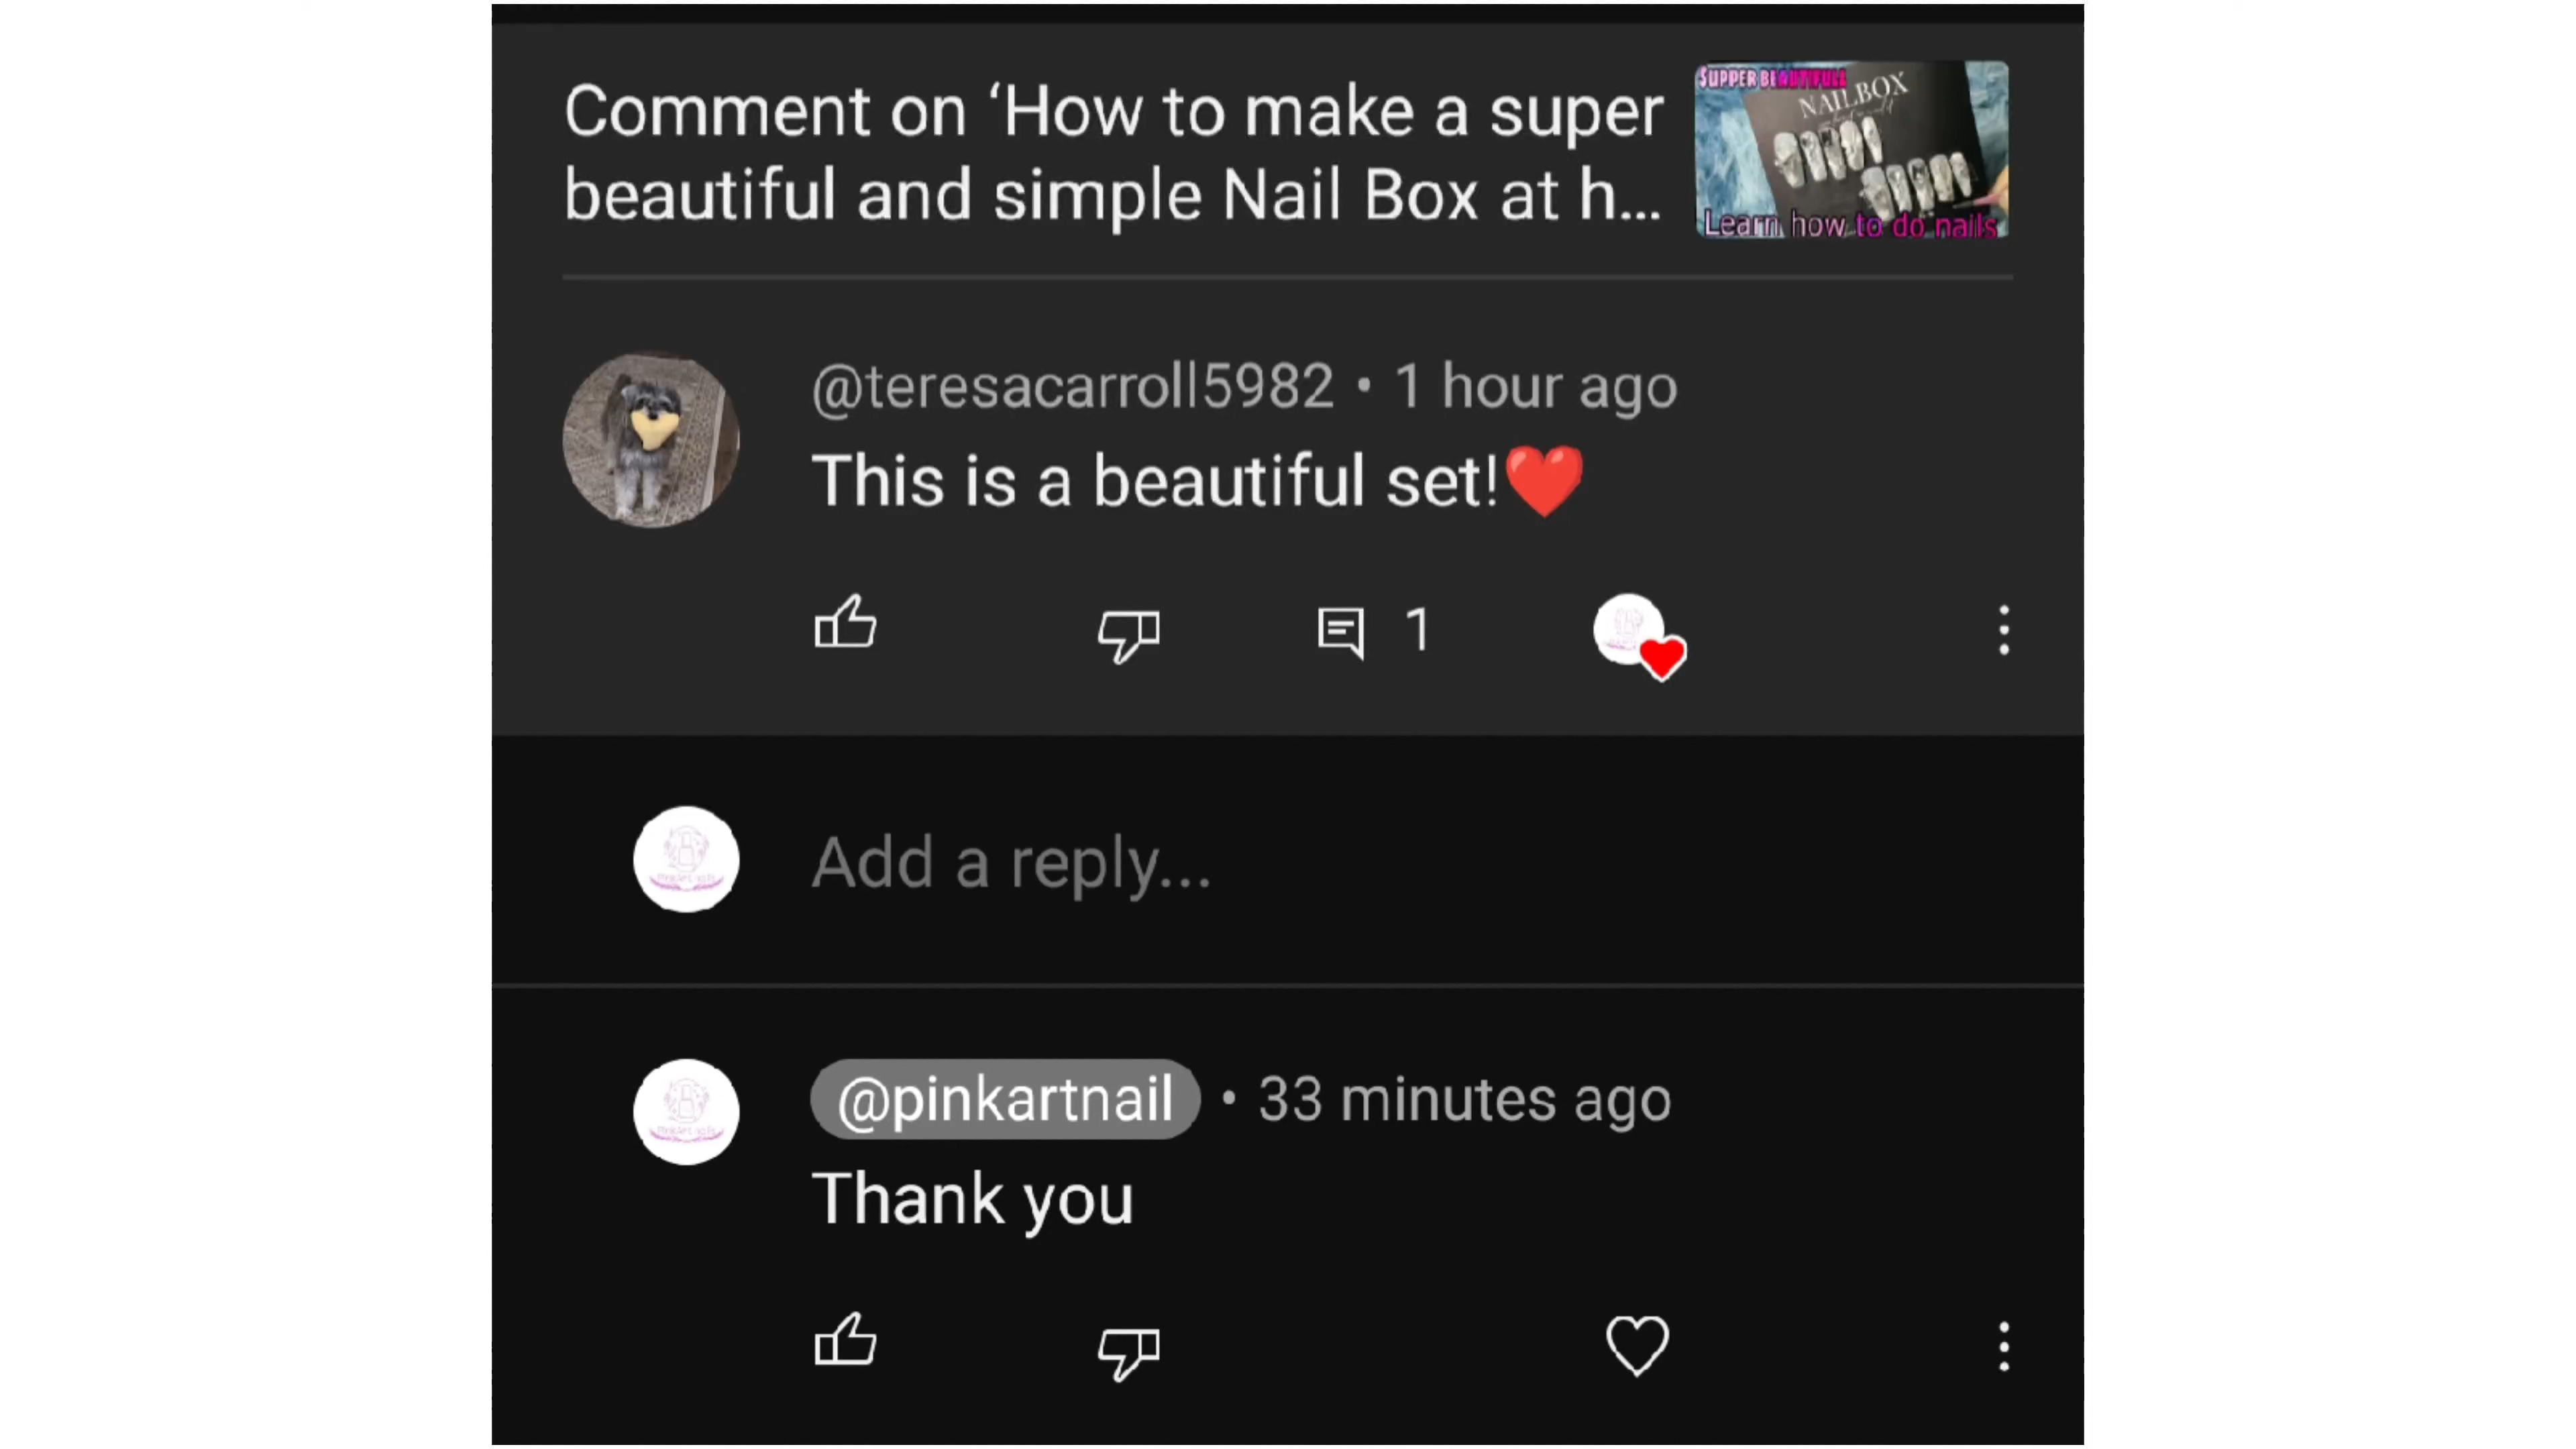 Comment on ‘How to make a super
beautiful and simple Nail Box at h...
SUPPER BEAUTIFULL
NAILBOX
Learn how to do nails
@teresacarroll5982 • 1 hour ago
This is a beautiful set!❤️
1
Add a reply...
@pinkartnail • 33 minutes ago
Thank you